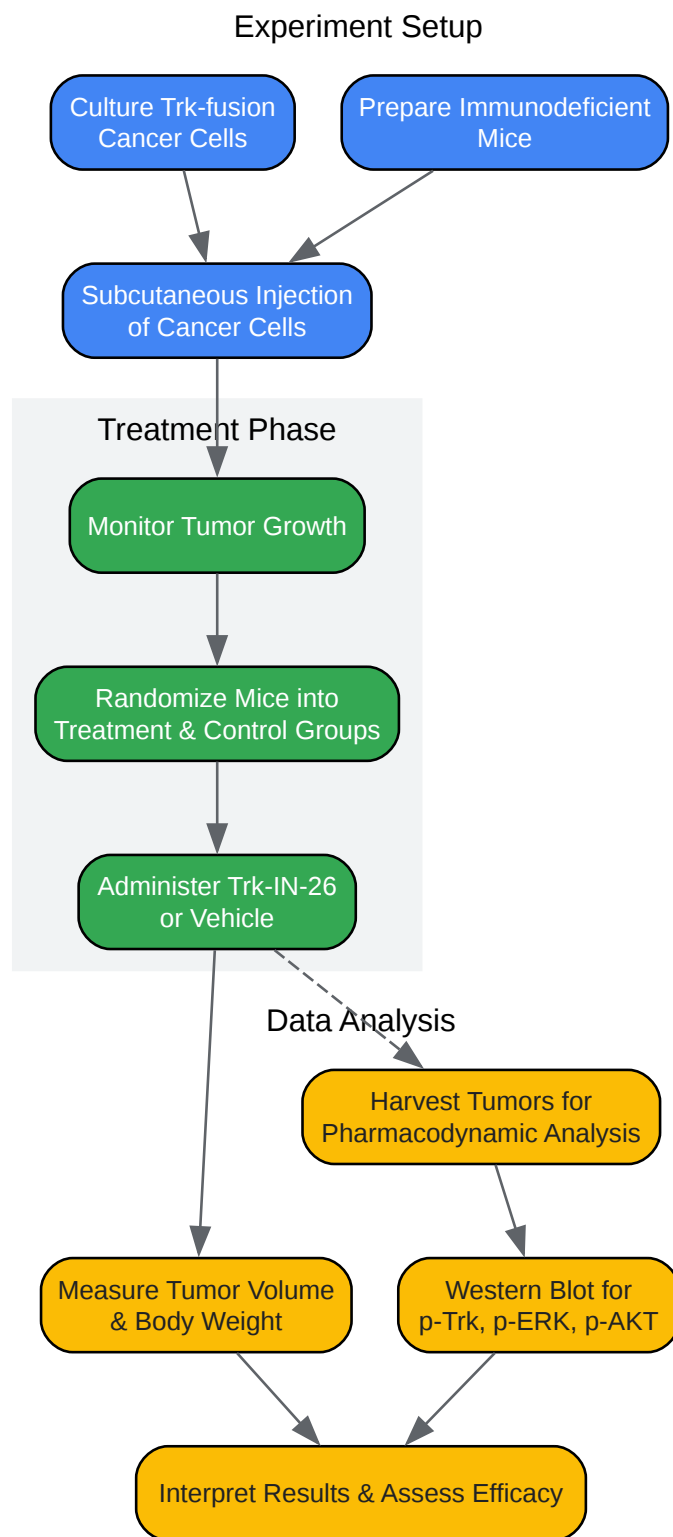 Experiment Setup
Culture Trk-fusion
Cancer Cells
Prepare Immunodeficient
Mice
Subcutaneous Injection
of Cancer Cells
Treatment Phase
Monitor Tumor Growth
Randomize Mice into
Treatment & Control Groups
Administer Trk-IN-26
or Vehicle
Data Analysis
Harvest Tumors for
Pharmacodynamic Analysis
Measure Tumor Volume
& Body Weight
Western Blot for
p-Trk, p-ERK, p-AKT
Interpret Results & Assess Efficacy